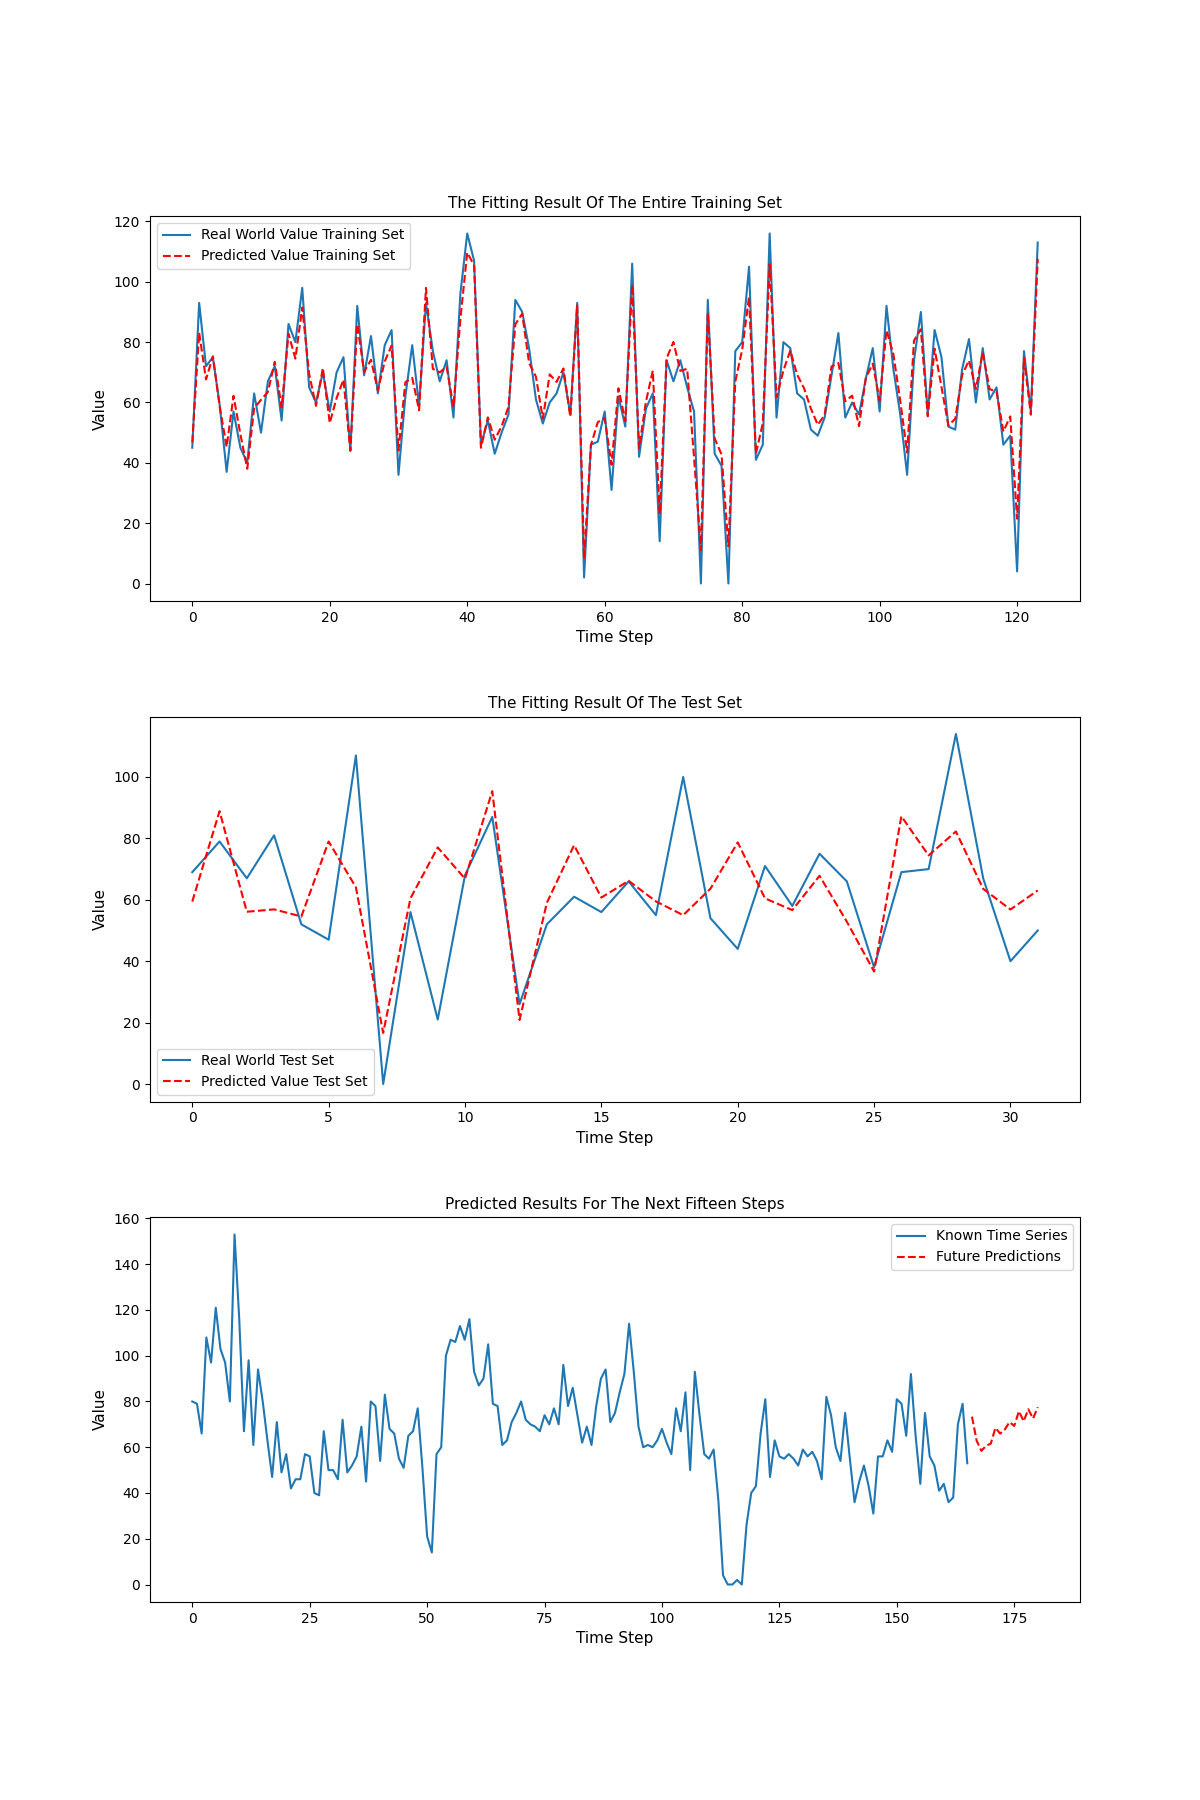 The Fitting Result Of The Entire Training Set
Real World Value Training Set
Predicted Value Training Set
Value
120
100
80
60
40
20
0
0 20 40 60 80 100 120
Time Step
The Fitting Result Of The Test Set
Value
100
80
60
40
20
0
Real World Test Set
Predicted Value Test Set
0 5 10 15 20 25 30
Time Step
Predicted Results For The Next Fifteen Steps
Known Time Series
Future Predictions
Value
160
140
120
100
80
60
40
20
0
0 25 50 75 100 125 150 175
Time Step